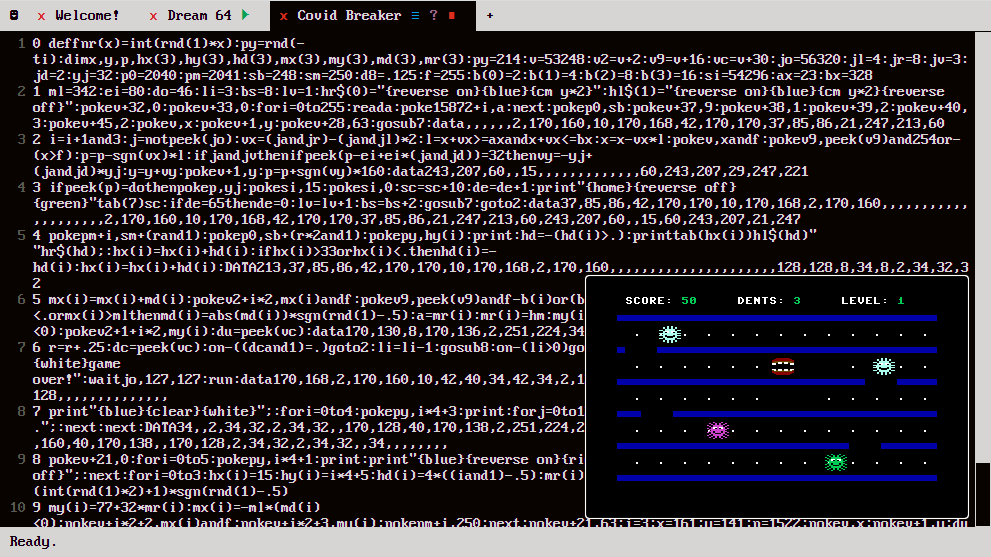 x Welcome! x Dream 64 x Covid Breaker ≡ ? +
1 0 deffnr(x)=int(rnd(1)*x):py=rnd(-
ti):dimx,y,p,hx(3),hy(3),hd(3),mx(3),my(3),md(3),mr(3):py=214:v=53248:v2=v+2:v9=v+16:vc=v+30:jo=56320:jl=4:jr=8:jv=3:
jd=2:yj=32:p0=2040:pm=2041:sb=248:sm=250:d8=.125:f=255:b(0)=2:b(1)=4:b(2)=8:b(3)=16:si=54296:ax=23:bx=328
2 1 ml=342:ei=80:do=46:li=3:bs=8:lv=1:hr$(0)="{reverse on}{blue}{cm y*2}":hl$(1)="{reverse on}{blue}{cm y*2}{reverse
off}":pokev+32,0:pokev+33,0:fori=0to255:reada:poke15872+i,a:next:pokep0,sb:pokev+37,9:pokev+38,1:pokev+39,2:pokev+40,
3:pokev+45,2:pokev,x:pokev+1,y:pokev+28,63:gosub7:data,,,,,,2,170,160,10,170,168,42,170,170,37,85,86,21,247,213,60
3 2 i=i+1and3:j=notpeek(jo):vx=(jandjr)-(jandjl)*2:l=x+vx>=axandx+vx<=bx:x=x-vx*l:pokev,xandf:pokev9,peek(v9)and254or-
(x>f):p=p-sgn(vx)*l:ifjandjvthenifpeek(p-ei+ei*(jandjd))=32thenvy=-yj+
(jandjd)*yj:y=y+vy:pokev+1,y:p=p+sgn(vy)*160:data243,207,60,,15,,,,,,,,,,,,,60,243,207,29,247,221
4 3 ifpeek(p)=dothenpokep,yj:pokesi,15:pokesi,0:sc=sc+10:de=de+1:print"{home}{reverse off}
{green}"tab(7)sc:ifde=65thende=0:lv=lv+1:bs=bs+2:gosub7:goto2:data37,85,86,42,170,170,10,170,168,2,170,160,,,,,,,,,,,,
,,,,,,,,,2,170,160,10,170,168,42,170,170,37,85,86,21,247,213,60,243,207,60,,15,60,243,207,21,247
5 4 pokepm+i,sm+(rand1):pokep0,sb+(r*2and1):pokepy,hy(i):print:hd=-(hd(i)>.):printtab(hx(i))hl$(hd)"
"hr$(hd);:hx(i)=hx(i)+hd(i):ifhx(i)>33orhx(i)<.thenhd(i)=-
hd(i):hx(i)=hx(i)+hd(i):DATA213,37,85,86,42,170,170,10,170,168,2,170,160,,,,,,,,,,,,,,,,,,,,,128,128,8,34,8,2,34,32,3
2
6 5 mx(i)=mx(i)+md(i):pokev2+i*2,mx(i)andf:pokev9,peek(v9)andf-b(i)or(b
<.ormx(i)>mlthenmd(i)=abs(md(i))*sgn(rnd(1)-.5):a=mr(i):mr(i)=hm:my(i
<0):pokev2+1+i*2,my(i):du=peek(vc):data170,130,8,170,136,2,251,224,34
7 6 r=r+.25:dc=peek(vc):on-((dcand1)=.)goto2:li=li-1:gosub8:on-(li>0)go
{white}game
over!":waitjo,127,127:run:data170,168,2,170,160,10,42,40,34,42,34,2,1
128,,,,,,,,,,,,,,
8 7 print"{blue}{clear}{white}";:fori=0to4:pokepy,i*4+3:print:forj=0to1
.";:next:next:DATA34,,2,34,32,2,34,32,,170,128,40,170,138,2,251,224,2
,160,40,170,138,,170,128,2,34,32,2,34,32,,34,,,,,,,,
9 8 pokev+21,0:fori=0to5:pokepy,i*4+1:print:print"{blue}{reverse on}{ri
off}";:next:fori=0to3:hx(i)=15:hy(i)=i*4+5:hd(i)=4*((iand1)-.5):mr(i)
(int(rnd(1)*2)+1)*sgn(rnd(1)-.5)
10 9 my(i)=77+32*mr(i):mx(i)=-ml*(md(i)
<0):pokev+i*2+2,mx(i)andf:pokev+i*2+3,my(i):pokepm+i,250:next:pokev+21,63:i=3:x=161:y=141:p=1522:pokev,x:pokev+1,y:du
SCORE: 50 DENTS: 3 LEVEL: 1
Ready.